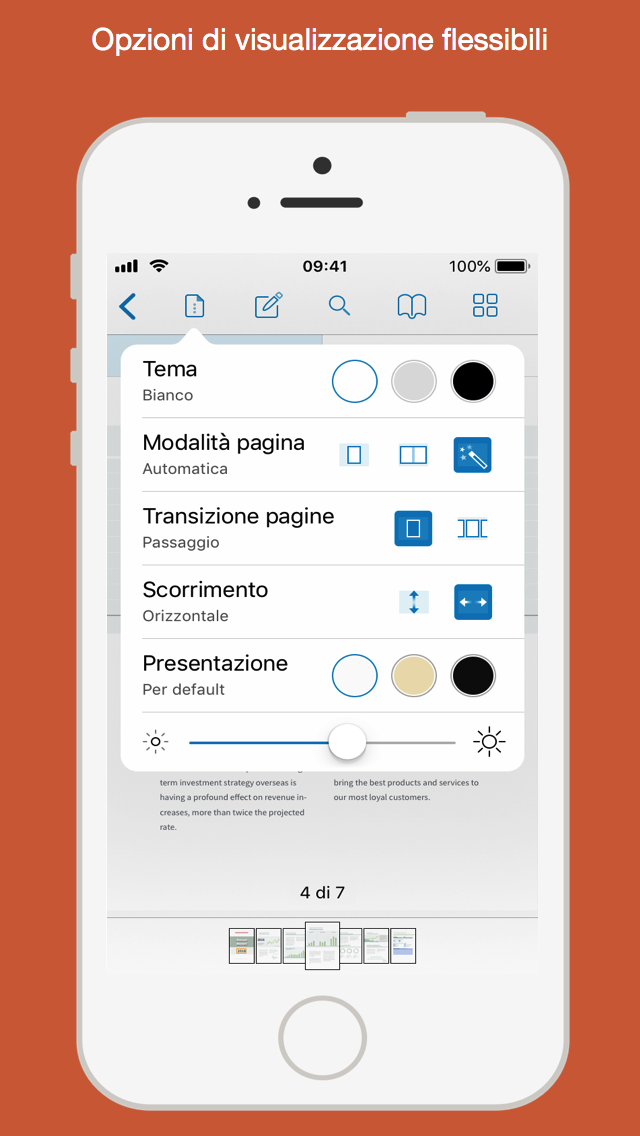 Opzioni di visualizzazione flessibili
09:41
100%
Tema
Bianco
Modalità pagina
Automatica
Transizione pagine
Passaggio
Scorrimento
Orizzontale
Presentazione
Per default
term investment strategy overseas is
having a profound effect on revenue in-
creases, more than twice the projected
rate.
bring the best products and services to
our most loyal customers.
4 di 7